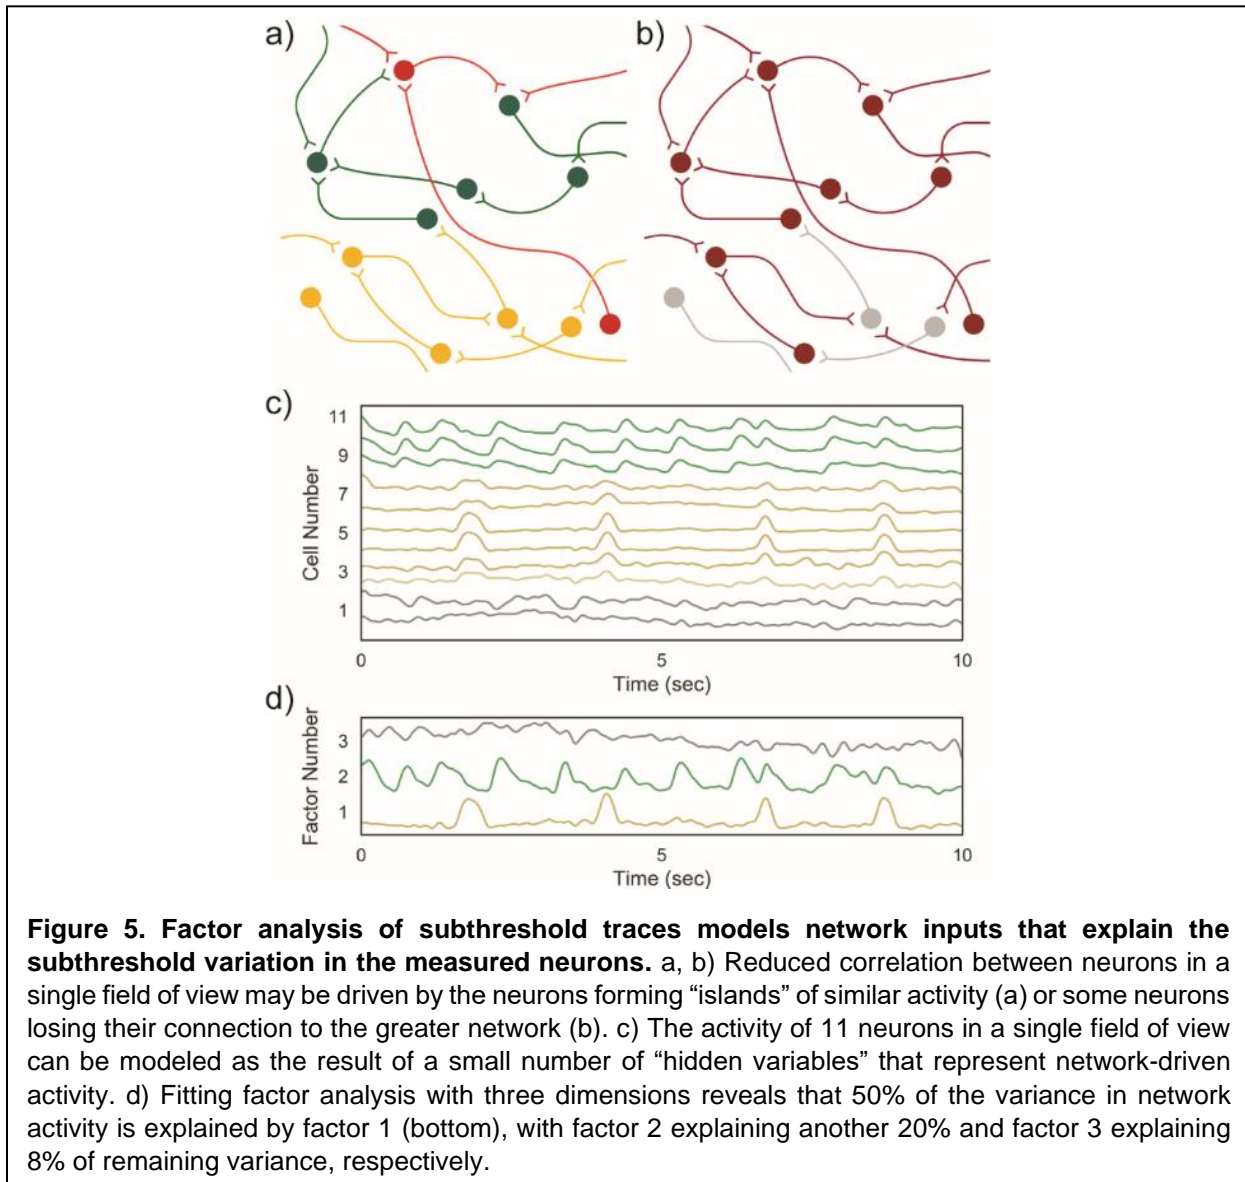 a)
b)
c)
11
9
7
5
3
1
Cell Number
0
5
10
Time (sec)
d)
3
2
1
Factor Number
0
5
10
Time (sec)
Figure 5. Factor analysis of subthreshold traces models network inputs that explain the
subthreshold variation in the measured neurons. a, b) Reduced correlation between neurons in a
single field of view may be driven by the neurons forming “islands” of similar activity (a) or some neurons
losing their connection to the greater network (b). c) The activity of 11 neurons in a single field of view
can be modeled as the result of a small number of “hidden variables” that represent network-driven
activity. d) Fitting factor analysis with three dimensions reveals that 50% of the variance in network
activity is explained by factor 1 (bottom), with factor 2 explaining another 20% and factor 3 explaining
8% of remaining variance, respectively.